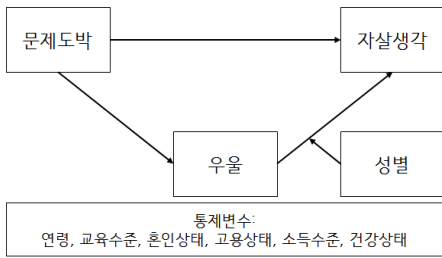 문제도박
자살생각
우울
성별
통제변수:
연령, 교육수준, 혼인상태, 고용상태, 소득수준, 건강상태